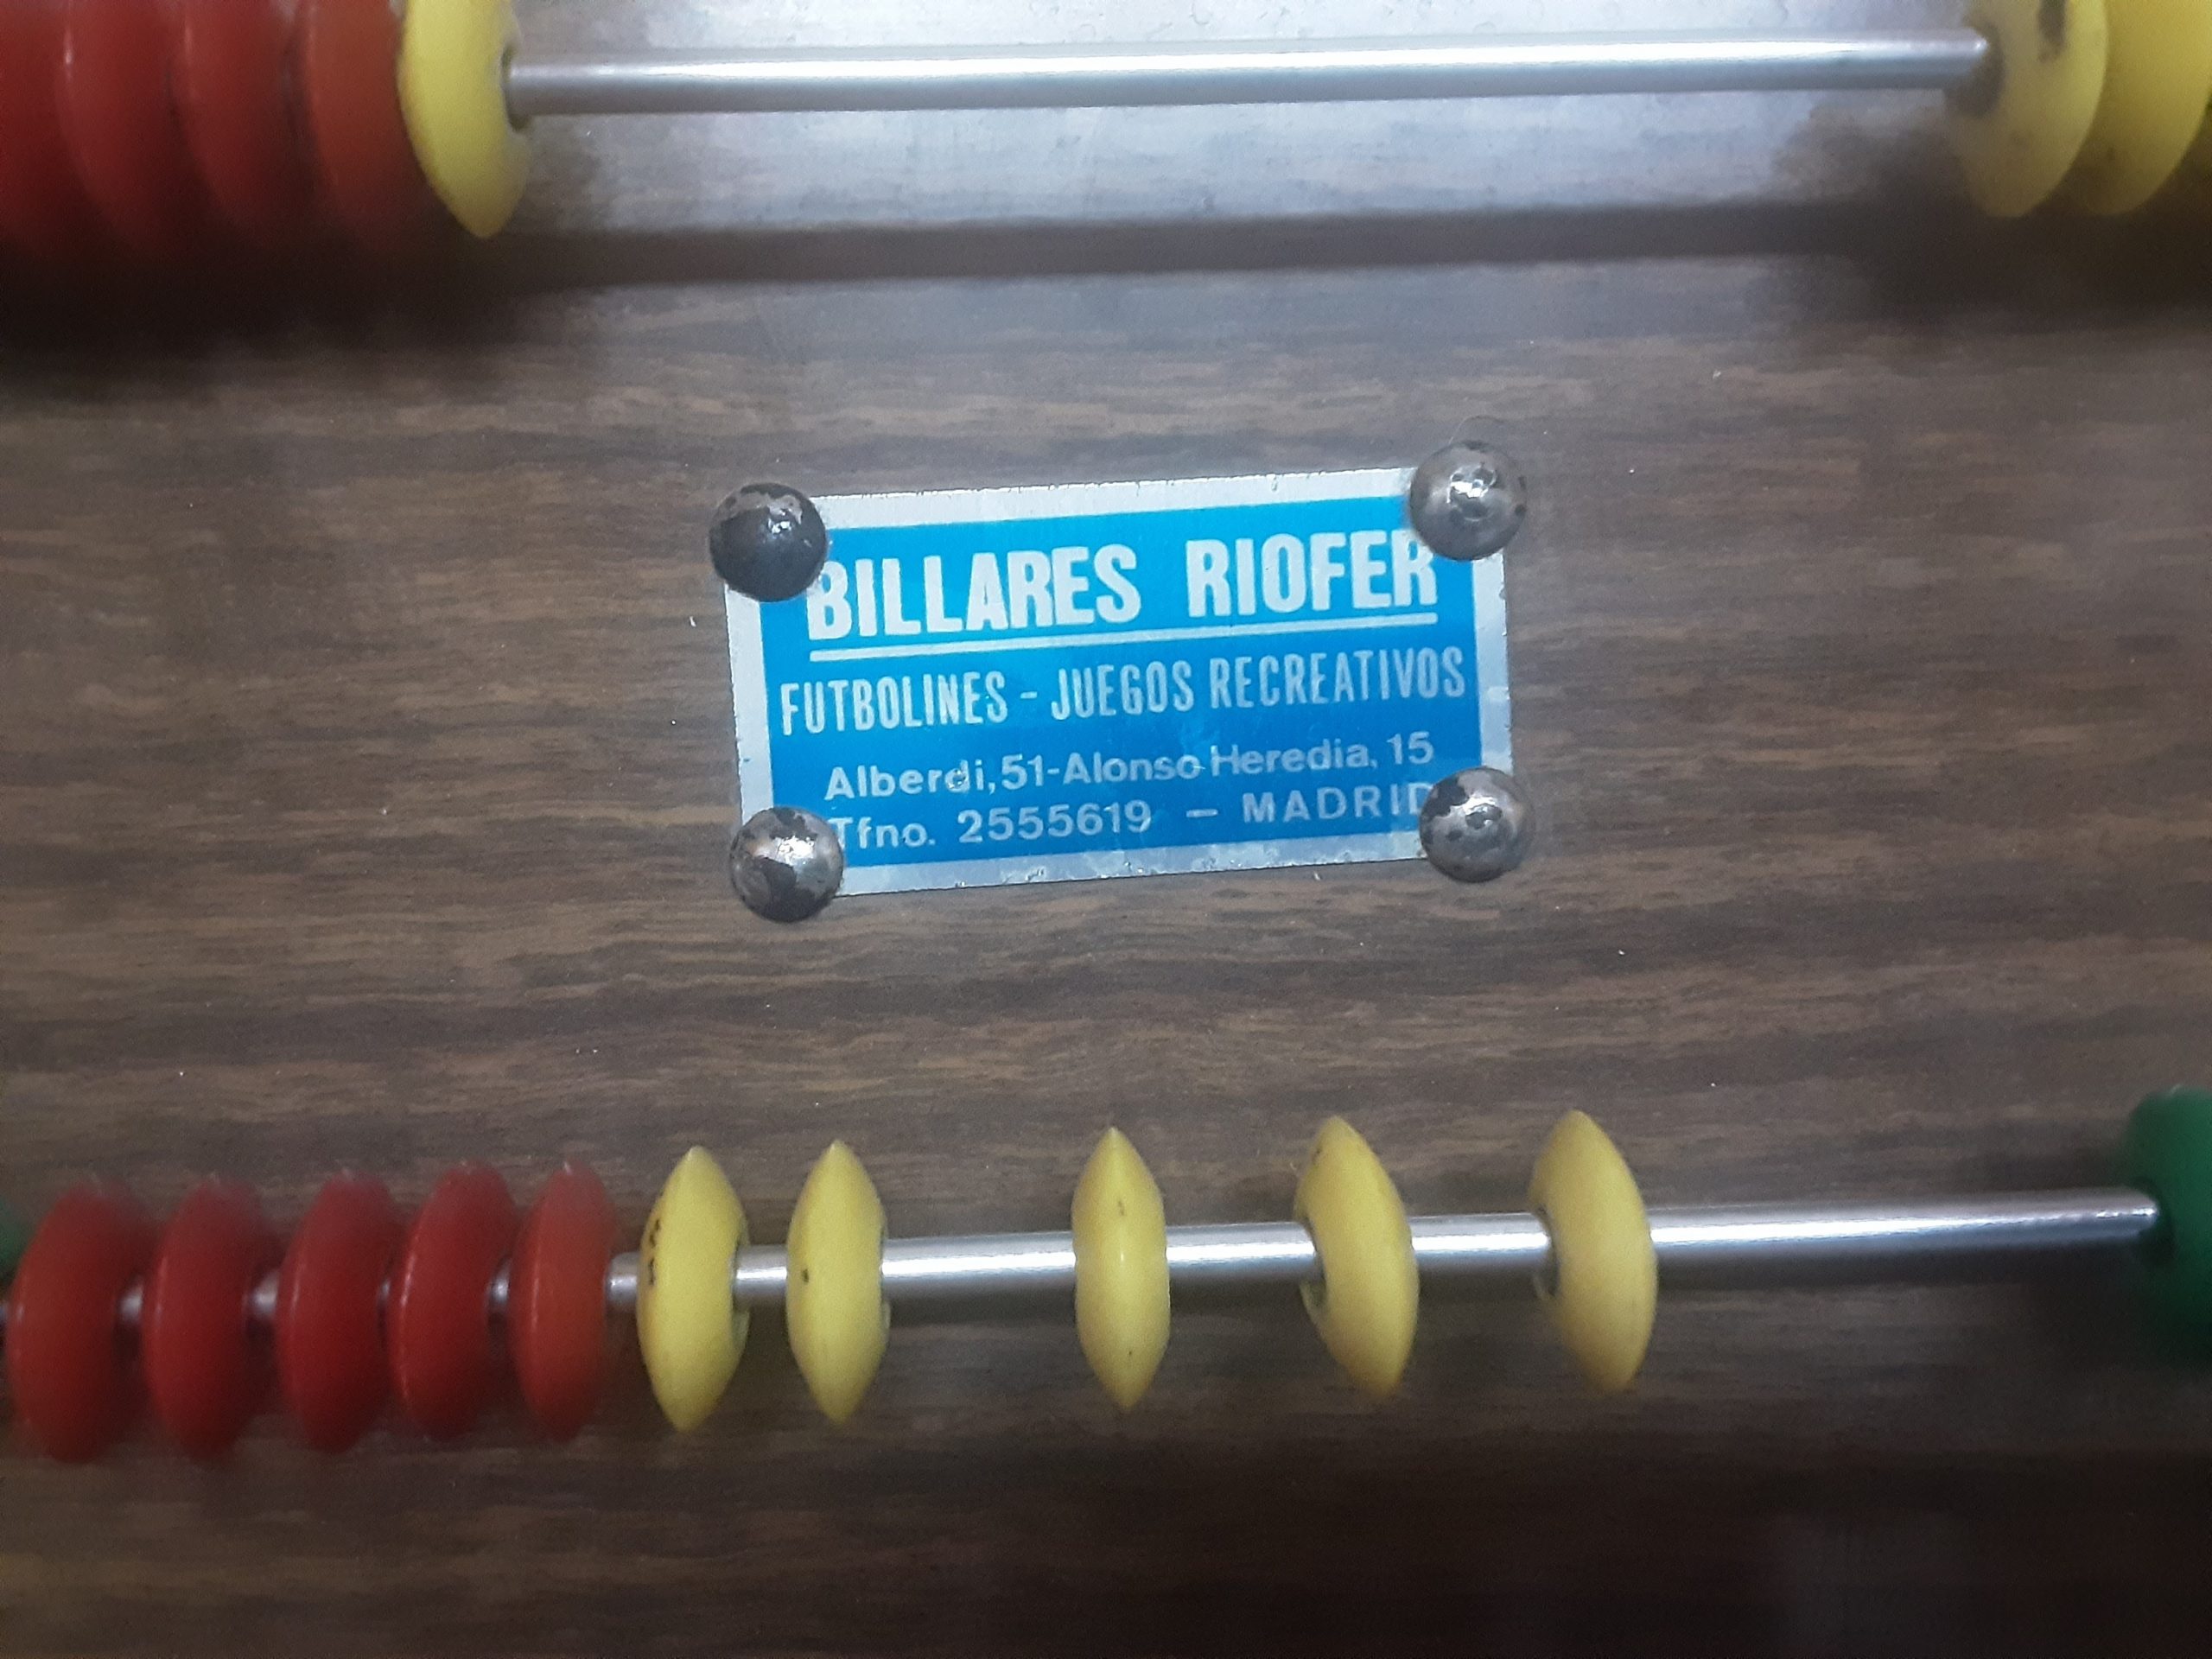 BILLARES RIOFER
FUTBOLINES - JUEGOS RECREATIVOS
Alberdi,51-Alonso Heredia, 15
Tfno. 2555619 - MADRID